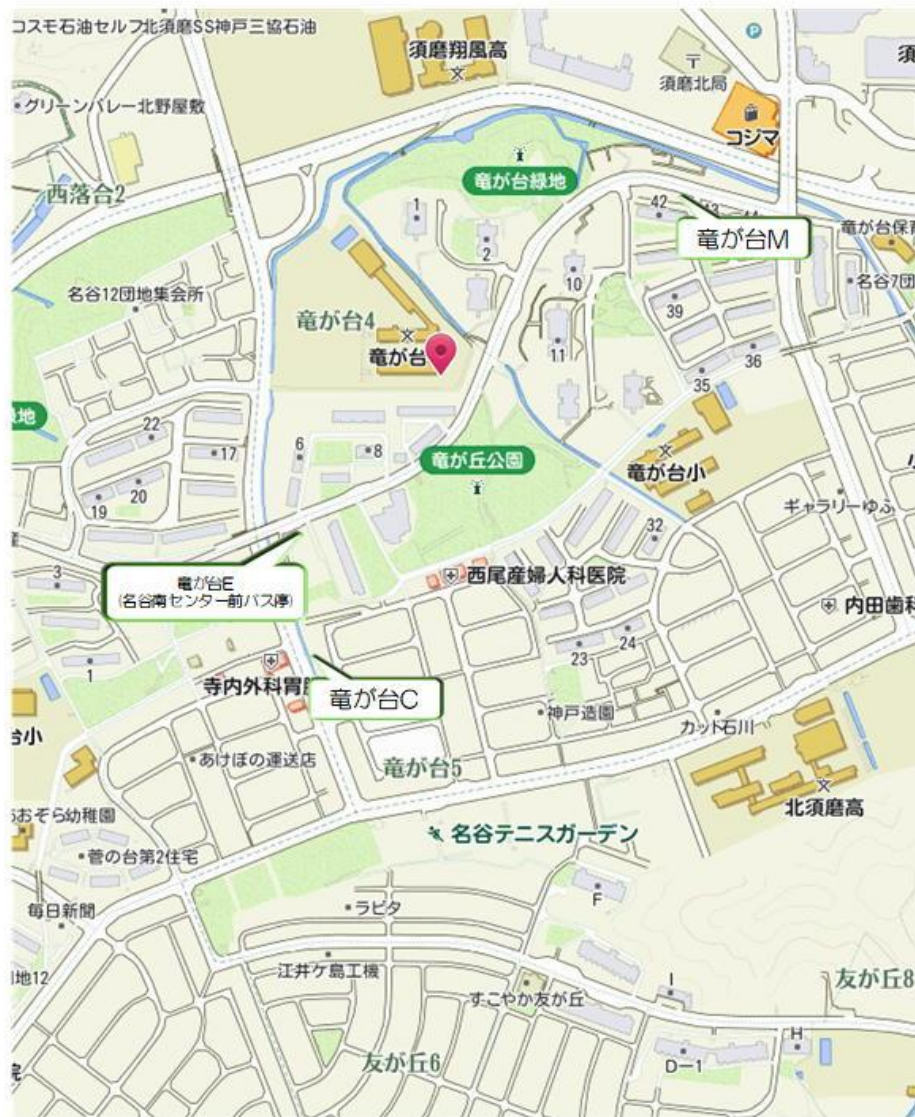 コスモ石油セルフ北須磨SS神戸三協石油
須磨翔風高
須磨北局
須
コジマ
グリーンバレー北野屋敷
西落台2
竜が台緑地
1
2
42
43
44
竜が台M
竜が台保育
名谷12団地集会所
10
名谷7団
39
竜が台4
竜が台
11
36
35
地
22
17
6
8
竜が丘公園
竜が台小
20
19
ギャラリーゆふ
32
竜が台E
(名谷南センター前バス停)
西尾産婦人科医院
3
内田歯科
24
23
1
寺内外科胃腸
竜が台C
神戸造園
カット石川
台小
あけぼの運送店
竜が台5
北須磨高
おおぞら幼稚園
名谷テニスガーデン
菅の台第2住宅
F
毎日新聞
ラピタ
地12
江井ケ島工機
I
友が丘8
すこやか友が丘
H
D-1
友が丘6
院